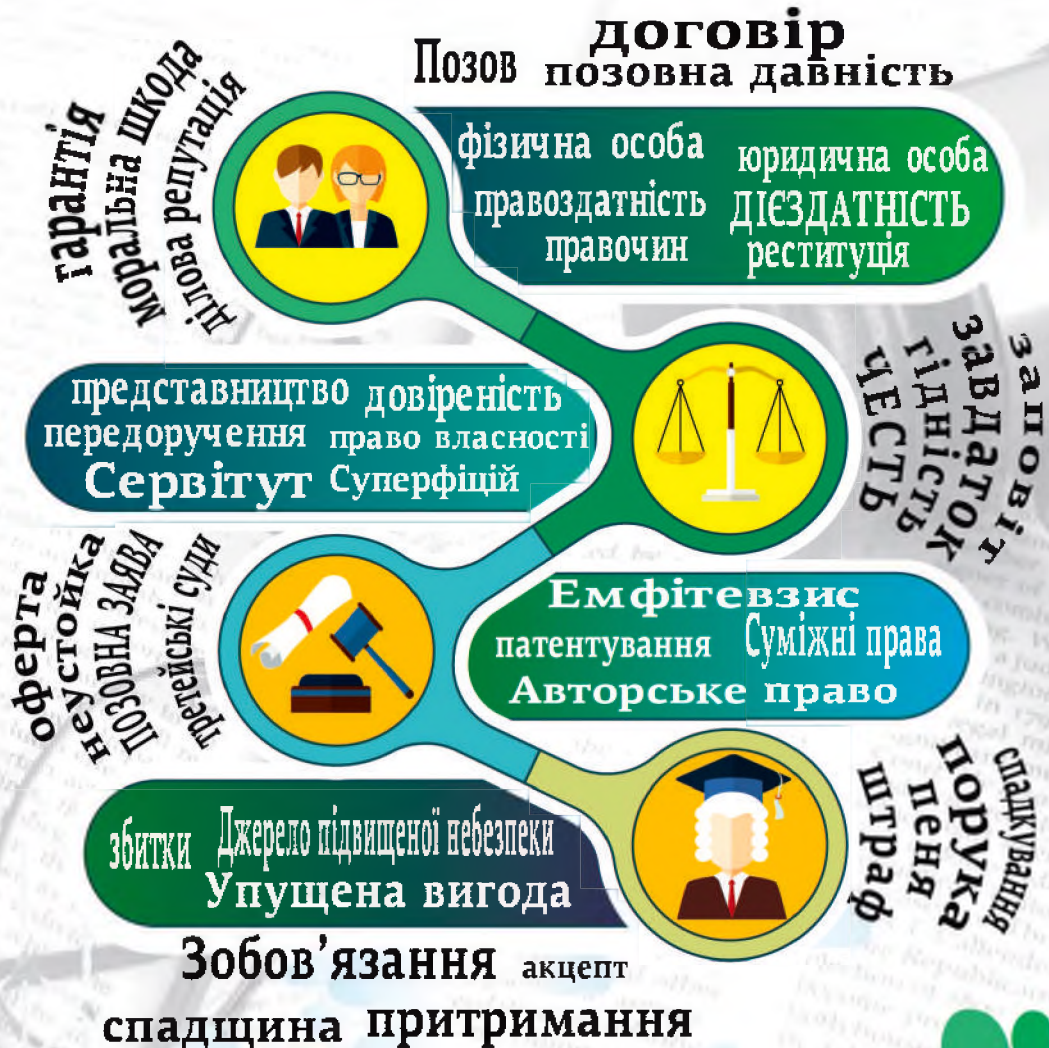 договір
Позов позовна давність
гарантія
моральна шкода
ділова репутація
фізична особа юридична особа
правоздатність ДІЄЗДАТНІСТЬ
правочин реституція
представництво довіреність
передоручення право власності
Сервітут Суперфіцій
ЧЕСТЬ
гідність
завдаток
заповіт
оферта
неустойка
ПОЗОВНА ЗАЯВА
третейські суди
Емфітевзис
патентування Суміжні права
Авторське право
штраф
пеня
порука
спадкування
збитки Джерело підвищеної небезпеки
Упущена вигода
Зобов’язання акцепт
спадщина притримання